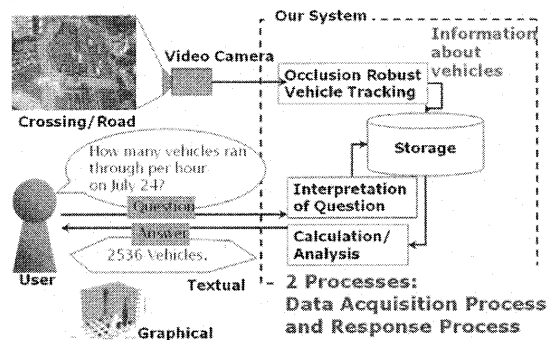 Our System
Information
about
vehicles
Video Camera
Occlusion Robust
Vehicle Tracking
Crossing/Road
Storage
How many vehicles ran
through per hour
on July 24?
Interpretation
of Question
Question
Answer
Calculation/
Analysis
2536 Vehicles.
User
Textual
Graphical
- 2 Processes:
Data Acquisition Process
and Response Process